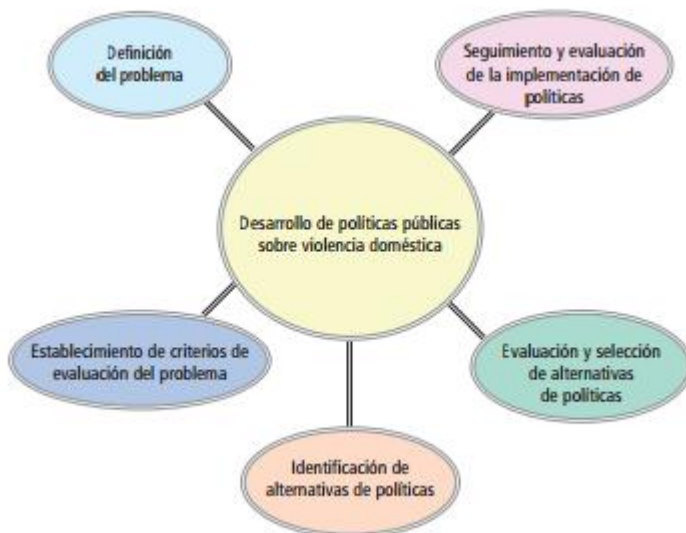 Definición
del problema
Seguimiento y evaluación
de la implementación de
políticas
Desarrollo de políticas públicas
sobre violencia doméstica
Establecimiento de criterios de
evaluación del problema
Evaluación y selección
de alternativas
de políticas
Identificación de
alternativas de políticas